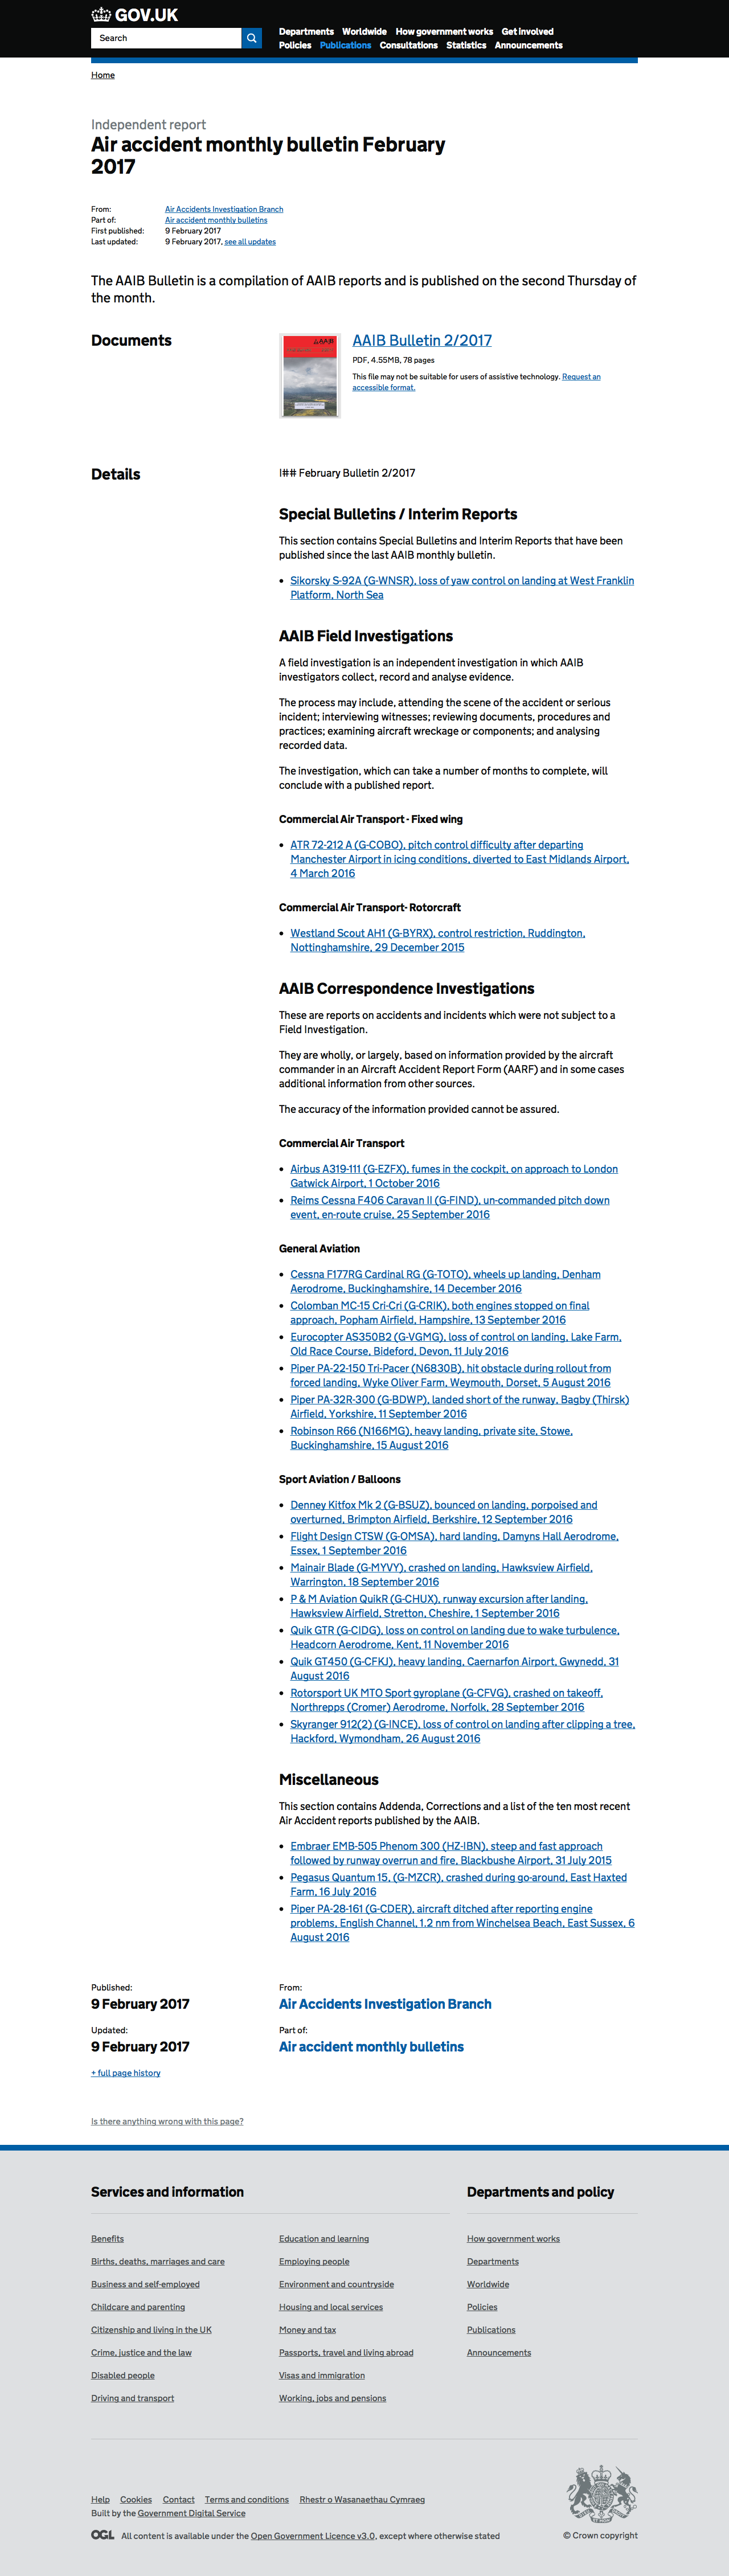 GOV.UK
Search
Departments Worldwide How government works Get involved
Policies Publications Consultations Statistics Announcements
Home
Independent report
Air accident monthly bulletin February
2017
From: Air Accidents Investigation Branch
Part of: Air accident monthly bulletins
First published: 9 February 2017
Last updated: 9 February 2017, see all updates
The AAIB Bulletin is a compilation of AAIB reports and is published on the second Thursday of
the month.
Documents
AAIB Bulletin 2/2017
PDF, 4.55MB, 78 pages
This file may not be suitable for users of assistive technology. Request an
accessible format.
Details
I## February Bulletin 2/2017
Special Bulletins / Interim Reports
This section contains Special Bulletins and Interim Reports that have been
published since the last AAIB monthly bulletin.
Sikorsky S-92A (G-WNSR), loss of yaw control on landing at West Franklin
Platform, North Sea
AAIB Field Investigations
A field investigation is an independent investigation in which AAIB
investigators collect, record and analyse evidence.
The process may include, attending the scene of the accident or serious
incident; interviewing witnesses; reviewing documents, procedures and
practices; examining aircraft wreckage or components; and analysing
recorded data.
The investigation, which can take a number of months to complete, will
conclude with a published report.
Commercial Air Transport - Fixed wing
ATR 72-212 A (G-COBO), pitch control difficulty after departing
Manchester Airport in icing conditions, diverted to East Midlands Airport,
4 March 2016
Commercial Air Transport- Rotorcraft
Westland Scout AH1 (G-BYRX), control restriction, Ruddington,
Nottinghamshire, 29 December 2015
AAIB Correspondence Investigations
These are reports on accidents and incidents which were not subject to a
Field Investigation.
They are wholly, or largely, based on information provided by the aircraft
commander in an Aircraft Accident Report Form (AARF) and in some cases
additional information from other sources.
The accuracy of the information provided cannot be assured.
Commercial Air Transport
Airbus A319-111 (G-EZFX), fumes in the cockpit, on approach to London
Gatwick Airport, 1 October 2016
Reims Cessna F406 Caravan II (G-FIND), un-commanded pitch down
event, en-route cruise, 25 September 2016
General Aviation
Cessna F177RG Cardinal RG (G-TOTO), wheels up landing, Denham
Aerodrome, Buckinghamshire, 14 December 2016
Colomban MC-15 Cri-Cri (G-CRIK), both engines stopped on final
approach, Popham Airfield, Hampshire, 13 September 2016
Eurocopter AS350B2 (G-VGMG), loss of control on landing, Lake Farm,
Old Race Course, Bideford, Devon, 11 July 2016
Piper PA-22-150 Tri-Pacer (N6830B), hit obstacle during rollout from
forced landing, Wyke Oliver Farm, Weymouth, Dorset, 5 August 2016
Piper PA-32R-300 (G-BDWP), landed short of the runway, Bagby (Thirsk)
Airfield, Yorkshire, 11 September 2016
Robinson R66 (N166MG), heavy landing, private site, Stowe,
Buckinghamshire, 15 August 2016
Sport Aviation / Balloons
Denney Kitfox Mk 2 (G-BSUZ), bounced on landing, porpoised and
overturned, Brimpton Airfield, Berkshire, 12 September 2016
Flight Design CTSW (G-OMSA), hard landing, Damyns Hall Aerodrome,
Essex, 1 September 2016
Mainair Blade (G-MYVY), crashed on landing, Hawksview Airfield,
Warrington, 18 September 2016
P & M Aviation QuikR (G-CHUX), runway excursion after landing,
Hawksview Airfield, Stretton, Cheshire, 1 September 2016
Quik GTR (G-CIDG), loss on control on landing due to wake turbulence,
Headcorn Aerodrome, Kent, 11 November 2016
Quik GT450 (G-CFKJ), heavy landing, Caernarfon Airport, Gwynedd, 31
August 2016
Rotorsport UK MTO Sport gyroplane (G-CFVG), crashed on takeoff,
Northrepps (Cromer) Aerodrome, Norfolk, 28 September 2016
Skyranger 912(2) (G-INCE), loss of control on landing after clipping a tree,
Hackford, Wymondham, 26 August 2016
Miscellaneous
This section contains Addenda, Corrections and a list of the ten most recent
Air Accident reports published by the AAIB.
Embraer EMB-505 Phenom 300 (HZ-IBN), steep and fast approach
followed by runway overrun and fire, Blackbushe Airport, 31 July 2015
Pegasus Quantum 15, (G-MZCR), crashed during go-around, East Haxted
Farm, 16 July 2016
Piper PA-28-161 (G-CDER), aircraft ditched after reporting engine
problems, English Channel, 1.2 nm from Winchelsea Beach, East Sussex, 6
August 2016
Published: From:
9 February 2017 Air Accidents Investigation Branch
Updated: Part of:
9 February 2017 Air accident monthly bulletins
+ full page history
Is there anything wrong with this page?
Services and information Departments and policy
Benefits Education and learning How government works
Births, deaths, marriages and care Employing people Departments
Business and self-employed Environment and countryside Worldwide
Childcare and parenting Housing and local services Policies
Citizenship and living in the UK Money and tax Publications
Crime, justice and the law Passports, travel and living abroad Announcements
Disabled people Visas and immigration
Driving and transport Working, jobs and pensions
Help Cookies Contact Terms and conditions Rhestr o Wasanaethau Cymraeg
Built by the Government Digital Service
OGL All content is available under the Open Government Licence v3.0, except where otherwise stated
© Crown copyright